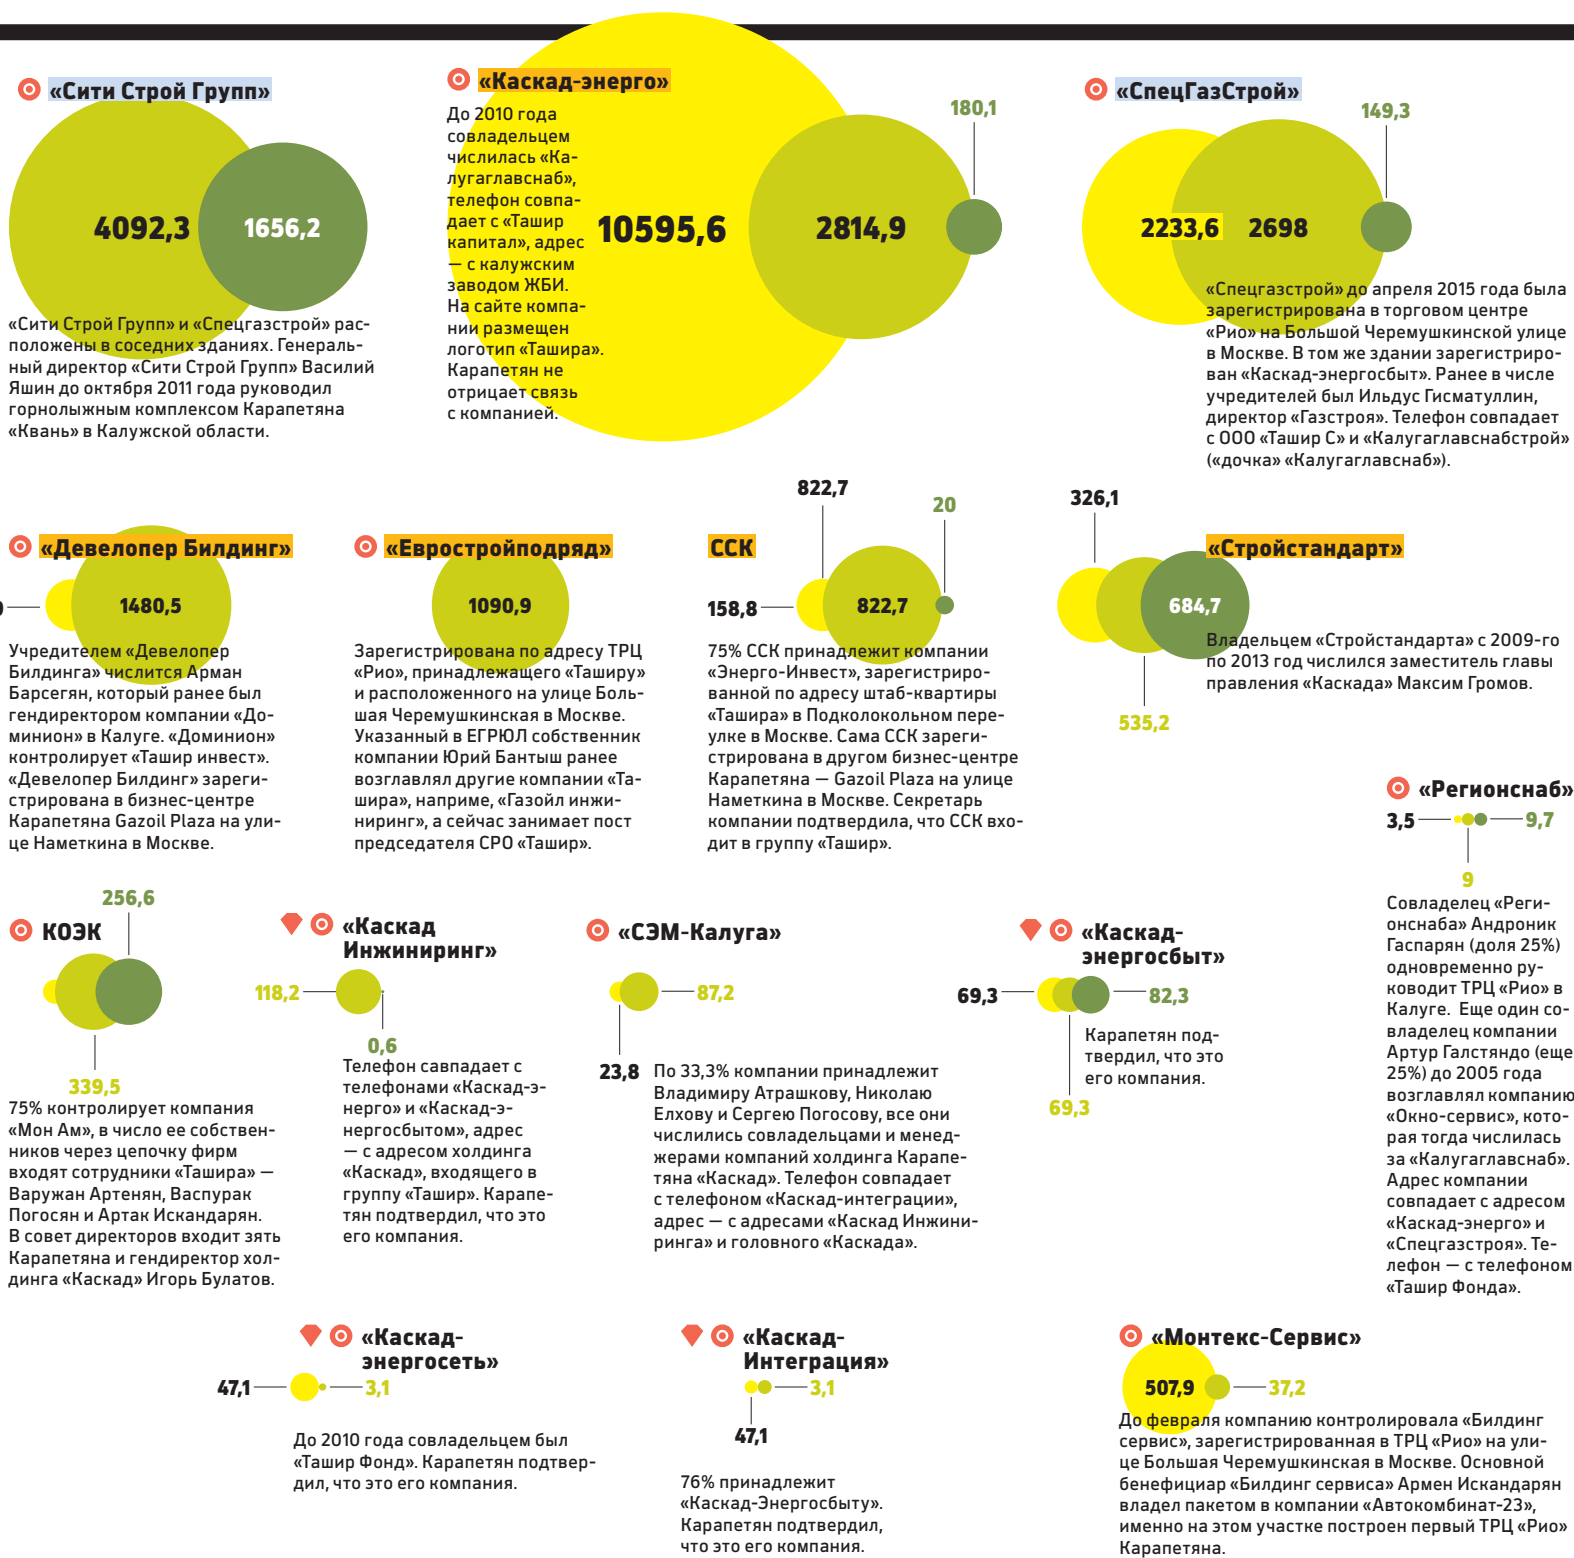 «Сити Строй Групп»
4092,3
1656,2
«Сити Строй Групп» и «Спецгазстрой» рас-
положены в соседних зданиях. Генераль-
ный директор «Сити Строй Групп» Василий
Яшин до октября 2011 года руководил
горнолыжным комплексом Карапетяна
«Квань» в Калужской области.
«Каскад-энерго»
До 2010 года
совладельцем
числилась «Ка-
лугаглавснаб»,
телефон совпа-
дает с «Ташир
капитал», адрес
— с калужским
заводом ЖБИ.
На сайте компа-
нии размещен
логотип «Ташира».
Карапетян не
отрицает связь
с компанией.
10595,6
2814,9
180,1
«СпецГазСтрой»
149,3
2233,6
2698
«Спецгазстрой» до апреля 2015 года была
зарегистрирована в торговом центре
«Рио» на Большой Черемушкинской улице
в Москве. В том же здании зарегистриро-
ван «Каскад-энергосбыт». Ранее в числе
учредителей был Ильдус Гисматуллин,
директор «Газстроя». Телефон совпадает
с ООО «Ташир С» и «Калугаглавснабстрой»
(«дочка» «Калугаглавснаб»).
«Девелопер Билдинг»
1480,5
Учредителем «Девелопер
Билдинга» числится Арман
Барсегян, который ранее был
гендиректором компании «До-
минион» в Калуге. «Доминион»
контролирует «Ташир инвест».
«Девелопер Билдинг» зареги-
стрирована в бизнес-центре
Карапетяна Gazoil Plaza на ули-
це Наметкина в Москве.
«Евростройподряд»
1090,9
Зарегистрирована по адресу ТРЦ
«Рио», принадлежащего «Таширу»
и расположенного на улице Боль-
шая Черемушкинская в Москве.
Указанный в ЕГРЮЛ собственник
компании Юрий Бантыш ранее
возглавлял другие компании «Та-
шира», наприме, «Газойл инжи-
ниринг», а сейчас занимает пост
председателя СРО «Ташир».
822,7
20
ССК
158,8
822,7
75% ССК принадлежит компании
«Энерго-Инвест», зарегистриро-
ванной по адресу штаб-квартиры
«Ташира» в Подколокольном пере-
улке в Москве. Сама ССК зареги-
стрирована в другом бизнес-центре
Карапетяна — Gazoil Plaza на улице
Наметкина в Москве. Секретарь
компании подтвердила, что ССК вхо-
дит в группу «Ташир».
326,1
«Стройстандарт»
684,7
535,2
Владельцем «Стройстандарта» с 2009-го
по 2013 год числился заместитель главы
правления «Каскада» Максим Громов.
«Регионснаб»
3,5
9,7
9
Совладелец «Реги-
онснаба» Андроник
Гаспарян (доля 25%)
одновременно ру-
ководит ТРЦ «Рио» в
Калуге. Еще один со-
владелец компании
Артур Галстяндо (еще
25%) до 2005 года
возглавлял компанию
«Окно-сервис», кото-
рая тогда числилась
за «Калугаглавснаб».
Адрес компании
совпадает с адресом
«Каскад-энерго» и
«Спецгазстроя». Те-
лефон — с телефоном
«Ташир Фонда».
256,6
КОЭК
339,5
75% контролирует компания
«Мон Ам», в число ее собствен-
ников через цепочку фирм
входят сотрудники «Ташира» —
Варужан Артенян, Васпурак
Погосян и Артак Искандарян.
В совет директоров входит зять
Карапетяна и гендиректор хол-
динга «Каскад» Игорь Булатов.
«Каскад
Инжиниринг»
118,2
0,6
Телефон савпадает с
телефонами «Каскад-э-
нерго» и «Каскад-э-
нергосбытом», адрес
— с адресом холдинга
«Каскад», входящего в
группу «Ташир». Карапе-
тян подтвердил, что это
его компания.
«СЭМ-Калуга»
87,2
23,8
По 33,3% компании принадлежит
Владимиру Атрашкову, Николаю
Елхову и Сергею Погосову, все они
числились совладельцами и менед-
жерами компаний холдинга Карапе-
тяна «Каскад». Телефон совпадает
с телефоном «Каскад-интеграции»,
адрес — с адресами «Каскад Инжини-
ринга» и головного «Каскада».
«Каскад-
энергосбыт»
69,3
82,3
69,3
Карапетян под-
твердил, что это
его компания.
«Каскад-
энергосеть»
47,1
3,1
До 2010 года совладельцем был
«Ташир Фонд». Карапетян подтвер-
дил, что это его компания.
«Каскад-
Интеграция»
3,1
47,1
76% принадлежит
«Каскад-Энергосбыту».
Карапетян подтвердил,
что это его компания.
«Монтекс-Сервис»
507,9
37,2
До февраля компанию контролировала «Билдинг
сервис», зарегистрированная в ТРЦ «Рио» на ули-
це Большая Черемушкинская в Москве. Основной
бенефициар «Билдинг сервиса» Армен Искандарян
владел пакетом в компании «Автокомбинат-23»,
именно на этом участке построен первый ТРЦ «Рио»
Карапетяна.